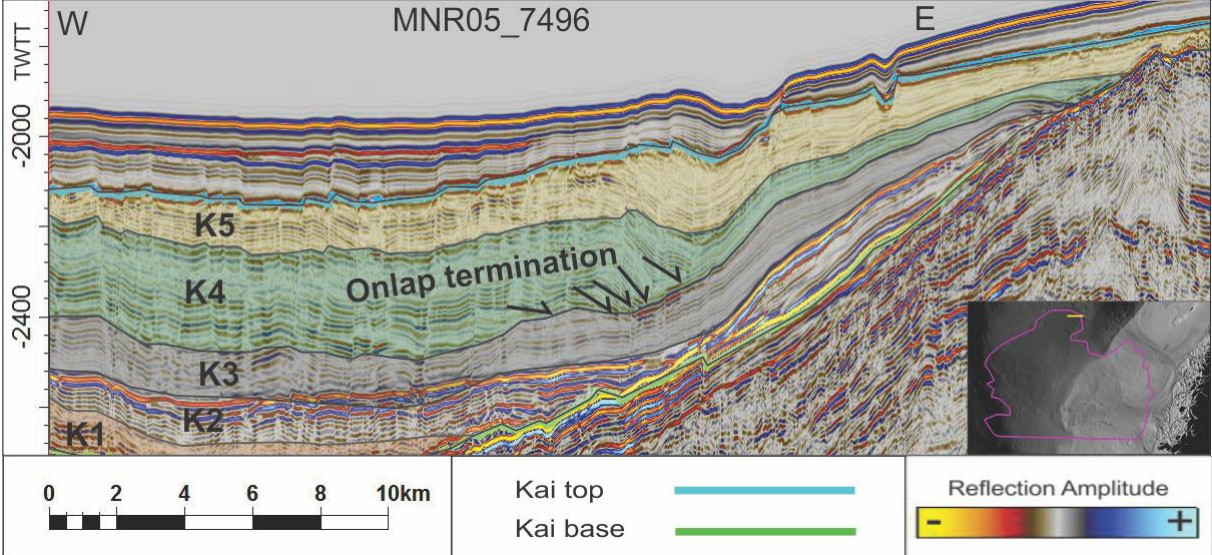 W
MNR05_7496
E
TWTT
-2000
-2400
K5
K4
Onlap termination
K3
K2
K1
0 2 4 6 8 10km
Kai top
Kai base
Reflection Amplitude
- +